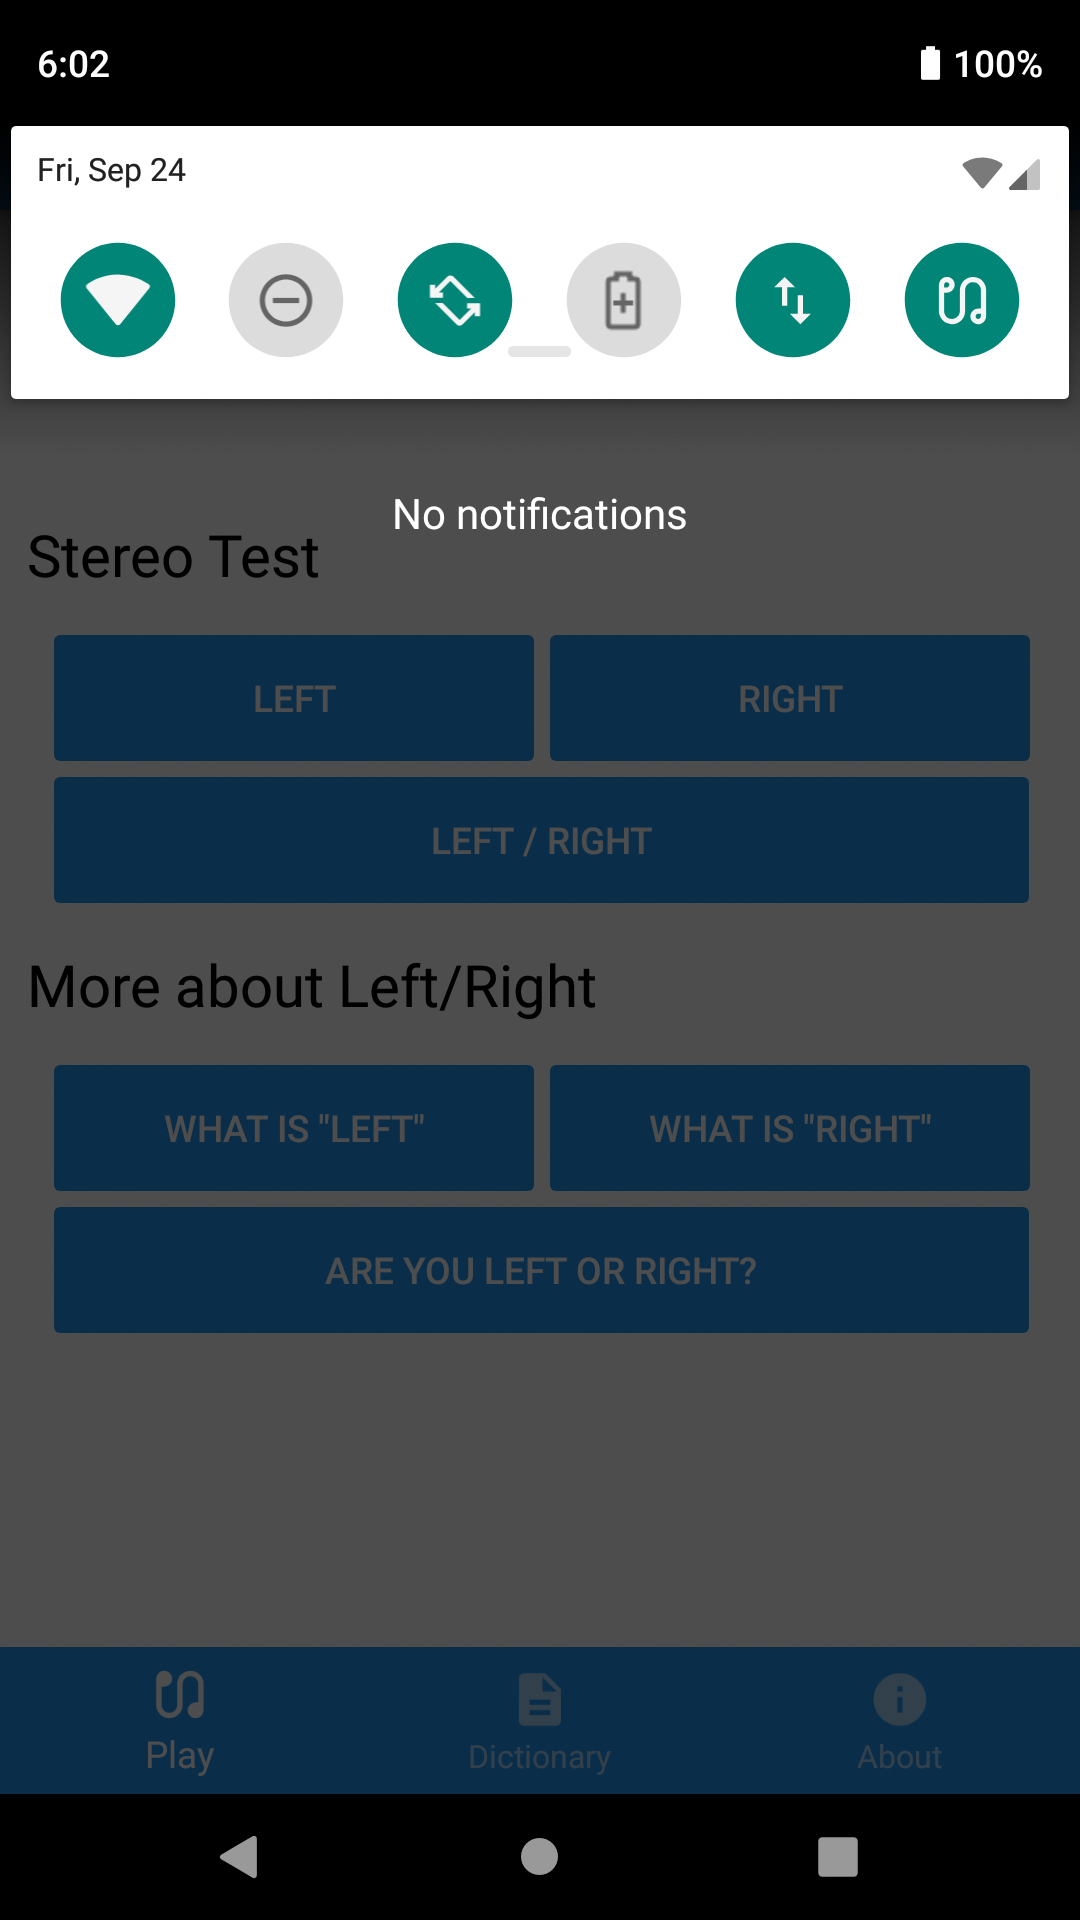 6:02
100%
Fri, Sep 24
No notifications
Stereo Test
LEFT
RIGHT
LEFT / RIGHT
More about Left/Right
WHAT IS "LEFT"
WHAT IS "RIGHT"
ARE YOU LEFT OR RIGHT?
Play
Dictionary
About